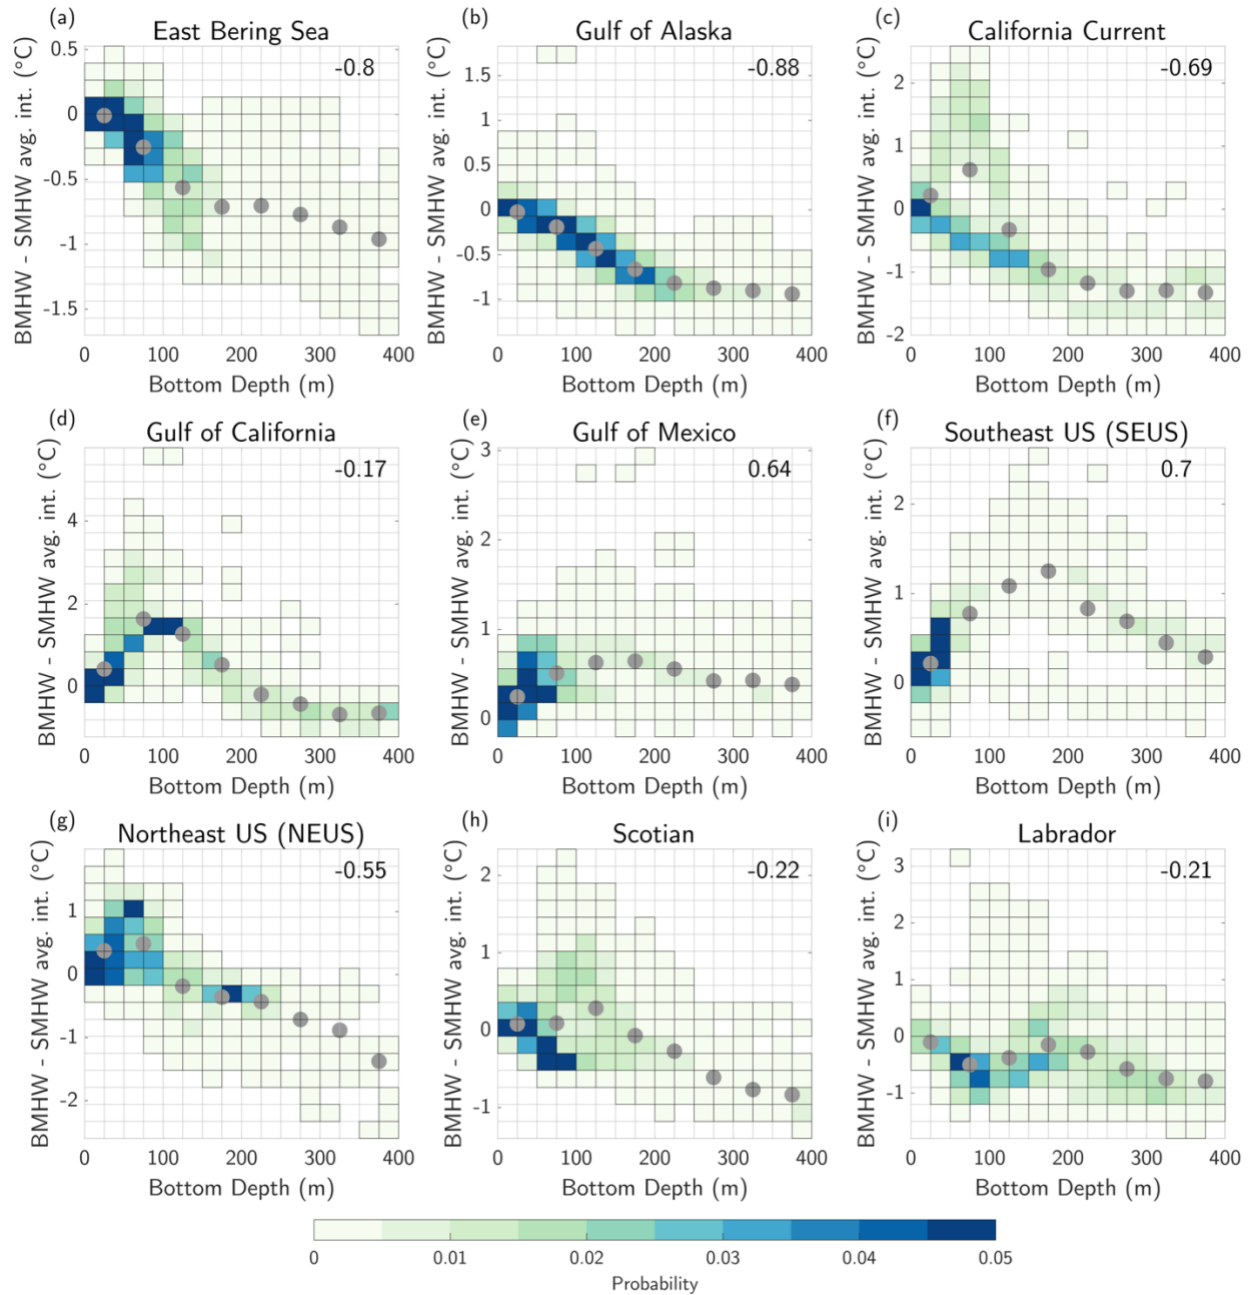 (a) East Bering Sea
-0.8
BMHW - SMHW avg. int. (°C)
0.5
0
-0.5
-1
-1.5
0 100 200 300 400
Bottom Depth (m)
(b) Gulf of Alaska
-0.88
BMHW - SMHW avg. int. (°C)
1.5
1
0.5
0
-0.5
-1
0 100 200 300 400
Bottom Depth (m)
(c) California Current
-0.69
BMHW - SMHW avg. int. (°C)
2
1
0
-1
-2
0 100 200 300 400
Bottom Depth (m)
(d) Gulf of California
-0.17
BMHW - SMHW avg. int. (°C)
4
2
0
0 100 200 300 400
Bottom Depth (m)
(e) Gulf of Mexico
0.64
BMHW - SMHW avg. int. (°C)
3
2
1
0
0 100 200 300 400
Bottom Depth (m)
(f) Southeast US (SEUS)
0.7
BMHW - SMHW avg. int. (°C)
2
1
0
0 100 200 300 400
Bottom Depth (m)
(g) Northeast US (NEUS)
-0.55
BMHW - SMHW avg. int. (°C)
1
0
-1
-2
0 100 200 300 400
Bottom Depth (m)
(h) Scotian
-0.22
BMHW - SMHW avg. int. (°C)
2
1
0
-1
0 100 200 300 400
Bottom Depth (m)
(i) Labrador
-0.21
BMHW - SMHW avg. int. (°C)
3
2
1
0
-1
0 100 200 300 400
Bottom Depth (m)
0 0.01 0.02 0.03 0.04 0.05
Probability